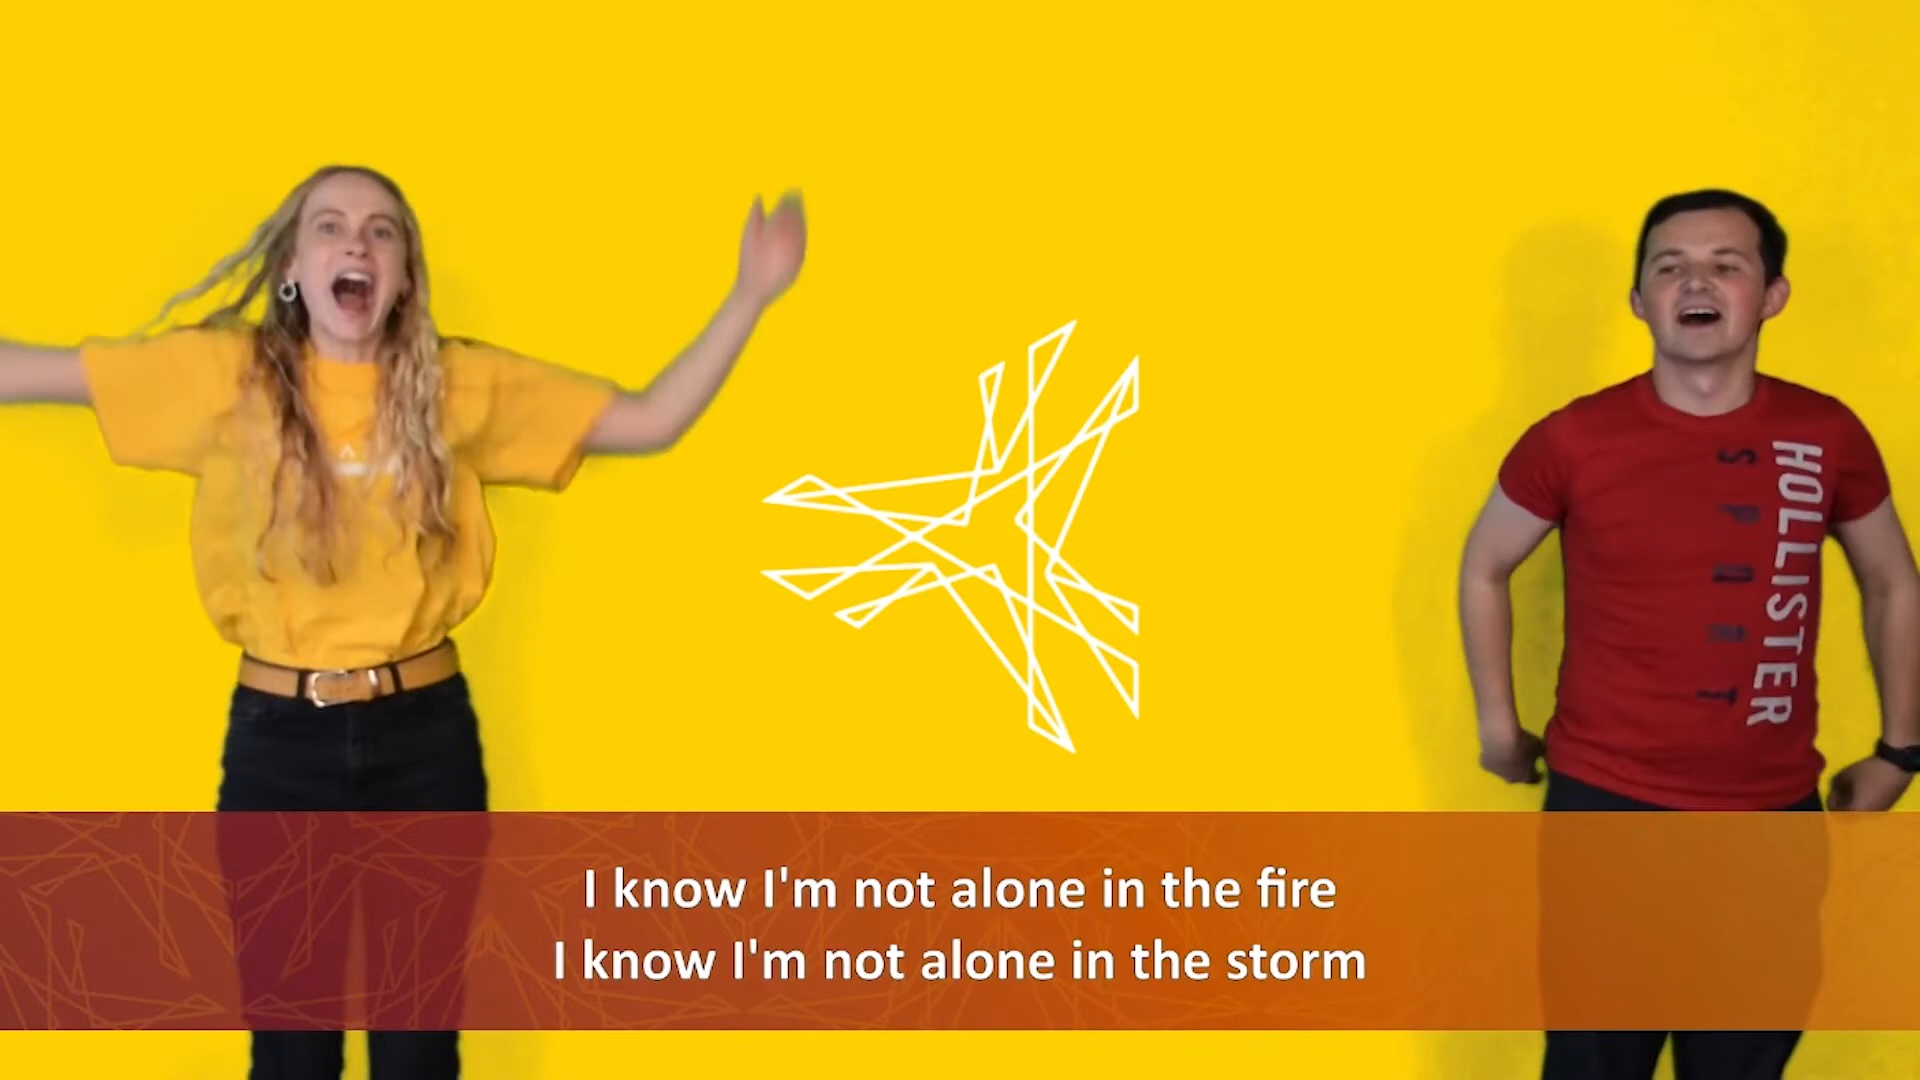 HOLLISTER
SPORT
I know I'm not alone in the fire
I know I'm not alone in the storm